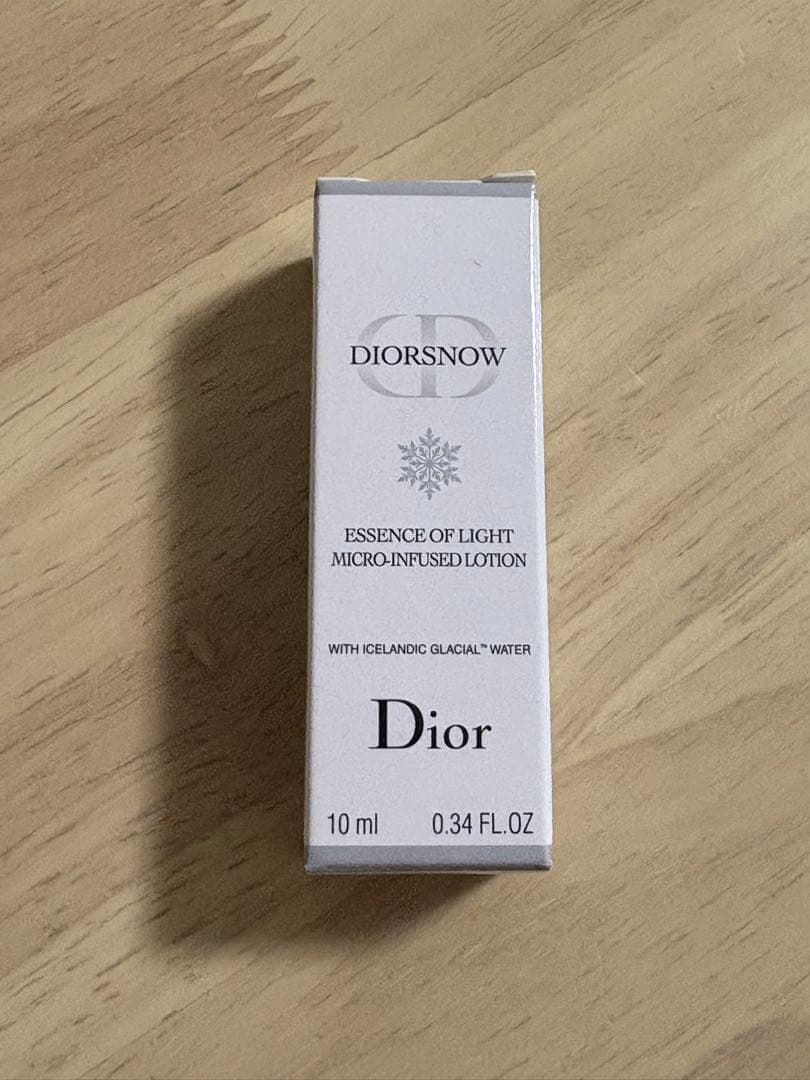 DIORSNOW
ESSENCE OF LIGHT
MICRO-INFUSED LOTION
WITH ICELANDIC GLACIAL™ WATER
Dior
10 ml 0.34 FL.OZ